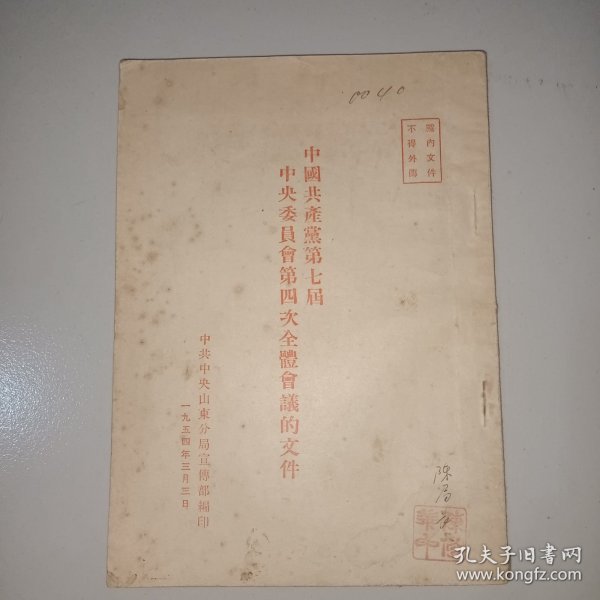 0040
黨內文件
不得外傳
中國共產黨第七屆
中央委員會第四次全體會議的文件
中共中央山東分局宣傳部編印
一九五四年三月三日
陳
孔夫子旧书网
www.kongfz.com